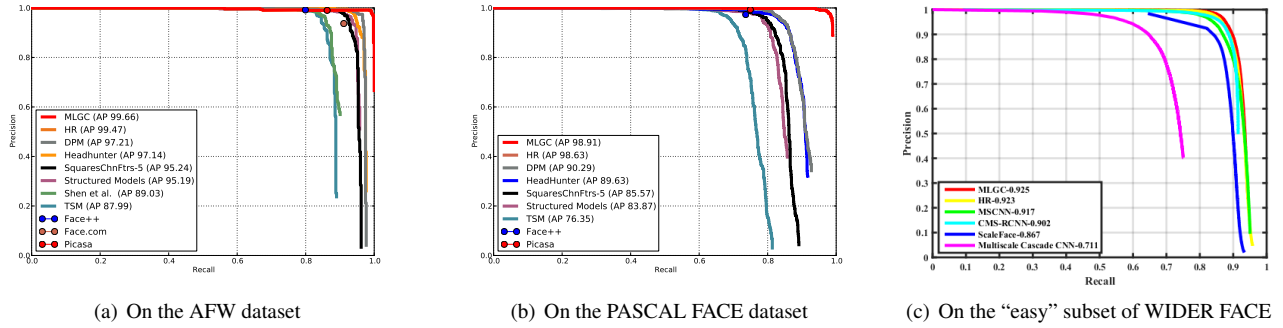 1.0
0.8
0.6
0.4
0.2
0.0
0.0
0.2
0.4
0.6
0.8
1.0
Precision
Recall
MLGC (AP 99.66)
HR (AP 99.47)
DPM (AP 97.21)
Headhunter (AP 97.14)
SquaresChnFtrs-5 (AP 95.24)
Structured Models (AP 95.19)
Shen et al. (AP 89.03)
TSM (AP 87.99)
Face++
Face.com
Picasa
(a) On the AFW dataset
1.0
0.8
0.6
0.4
0.2
0.0
0.0
0.2
0.4
0.6
0.8
1.0
Precision
Recall
MLGC (AP 98.91)
HR (AP 98.63)
DPM (AP 90.29)
HeadHunter (AP 89.63)
SquaresChnFtrs-5 (AP 85.57)
Structured Models (AP 83.87)
TSM (AP 76.35)
Face++
Picasa
(b) On the PASCAL FACE dataset
1
0.9
0.8
0.7
0.6
0.5
0.4
0.3
0.2
0.1
0
0
0.1
0.2
0.3
0.4
0.5
0.6
0.7
0.8
0.9
1
Precision
Recall
MLGC-0.925
HR-0.923
MSCNN-0.917
CMS-RCNN-0.902
ScaleFace-0.867
Multiscale Cascade CNN-0.711
(c) On the “easy” subset of WIDER FACE